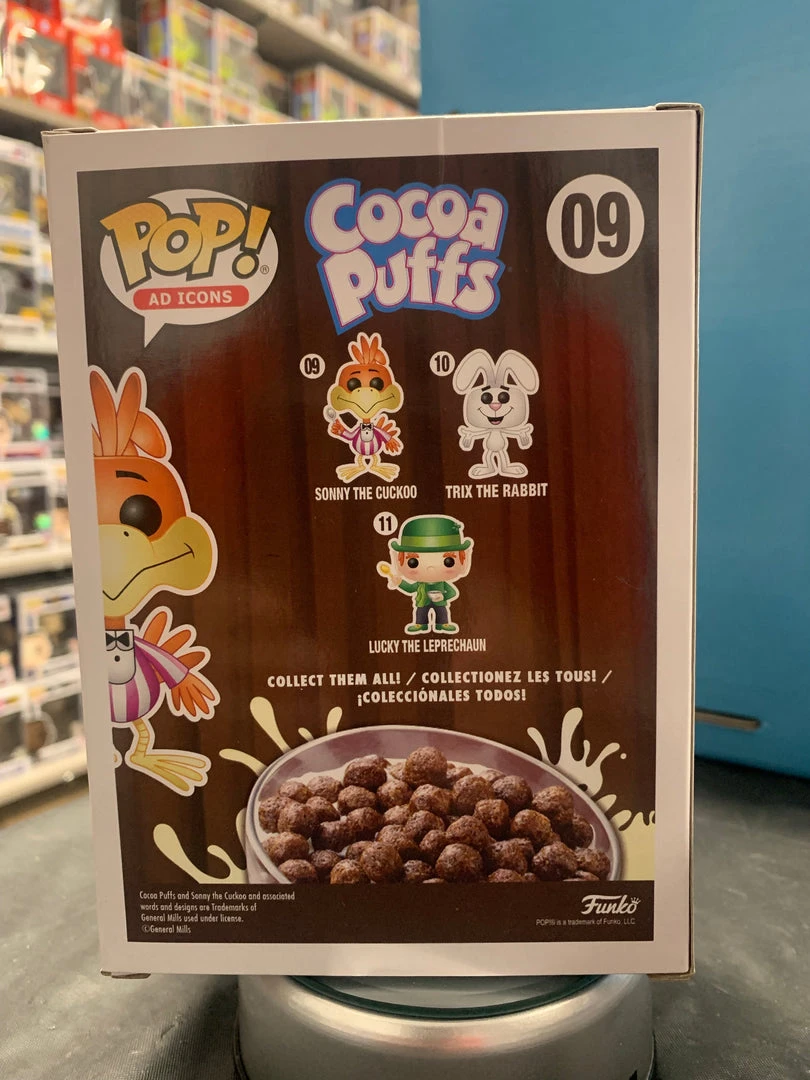 POP!®
AD ICONS
Cocoa
Puffs
09
09
10
SONNY THE CUCKOO
TRIX THE RABBIT
11
LUCKY THE LEPRECHAUN
COLLECT THEM ALL! / COLLECTIONEZ LES TOUS! /
¡COLECCIÓNALES TODOS!
Cocoa Puffs and Sonny the Cuckoo and associated
words and designs are Trademarks of
General Mills used under license.
©General Mills
Funko
POP!® is a trademark of Funko, LLC